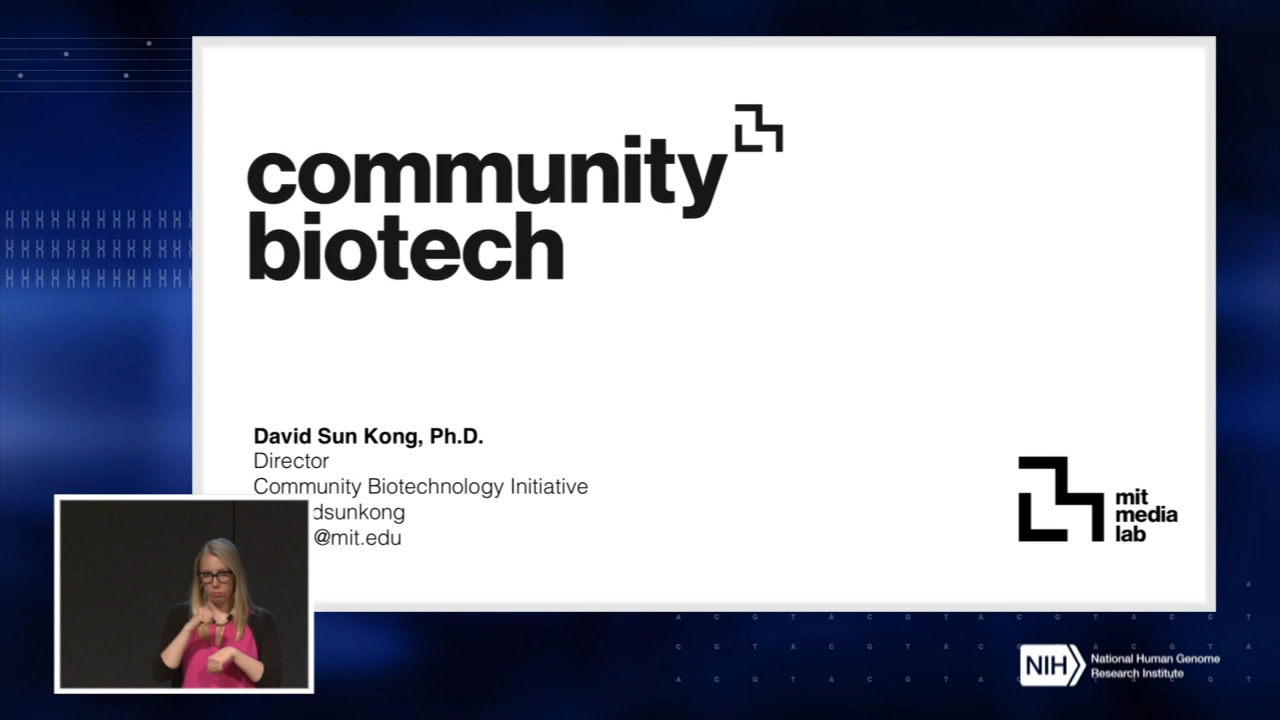 community
biotech
David Sun Kong, Ph.D.
Director
Community Biotechnology Initiative
dsunkong
@mit.edu
mit
media
lab
A C G T A C G T A C G T A C G T
A C G T A C G T A C G T A C G T
A C G T A C G T A C G T
NIH
National Human Genome
Research Institute